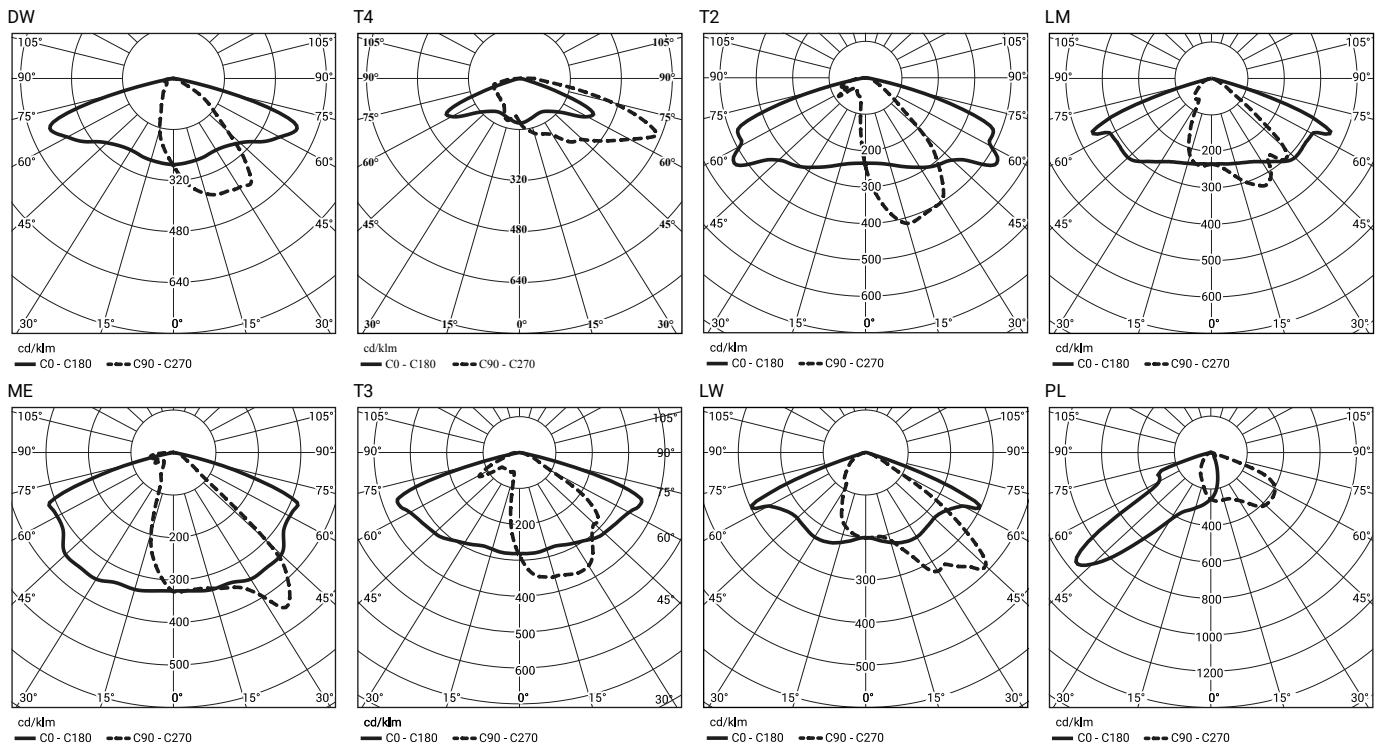 DW T4 T2 LM
105° 105° 105° 105° 105° 105° 105° 105°
90° 90° 90° 90° 90° 90° 90° 90°
75° 75° 75° 75° 75° 75° 75° 75°
200 200
60° 60° 60° 60° 60° 60° 60° 60°
320 320 300 300
400 400
45° 45° 45° 45° 45° 45° 45° 45°
480 480 500 500
640 640 600 600
30° 15° 0° 15° 30° 30° 15° 0° 15° 30° 30° 15° 0° 15° 30° 30° 15° 0° 15° 30°
cd/klm cd/klm cd/klm cd/klm
C0 - C180 C90 - C270 C0 - C180 C90 - C270 C0 - C180 C90 - C270 C0 - C180 C90 - C270
ME T3 LW PL
105° 105° 105° 105° 105° 105° 105° 105°
90° 90° 90° 90° 90° 90° 90° 90°
75° 75° 75° 75° 75° 75° 75° 75°
200 200 400
60° 60° 60° 60° 60° 60° 60° 60°
300 300 600
400 400 400 800
45° 45° 45° 45° 45° 45° 45° 45°
500 500 1000
500 600 1200
30° 15° 0° 15° 30° 30° 15° 0° 15° 30° 30° 15° 0° 15° 30° 30° 15° 0° 15° 30°
cd/klm cd/klm cd/klm cd/klm
C0 - C180 C90 - C270 C0 - C180 C90 - C270 C0 - C180 C90 - C270 C0 - C180 C90 - C270